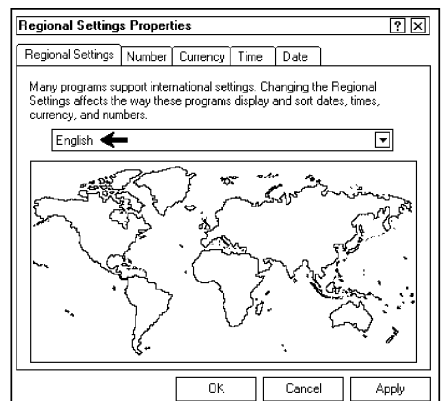 Regional Settings Properties
Regional Settings Number Currency Time Date
Many programs support international settings. Changing the Regional
Settings affects the way these programs display and sort dates, times,
currency, and numbers.
English
OK Cancel Apply